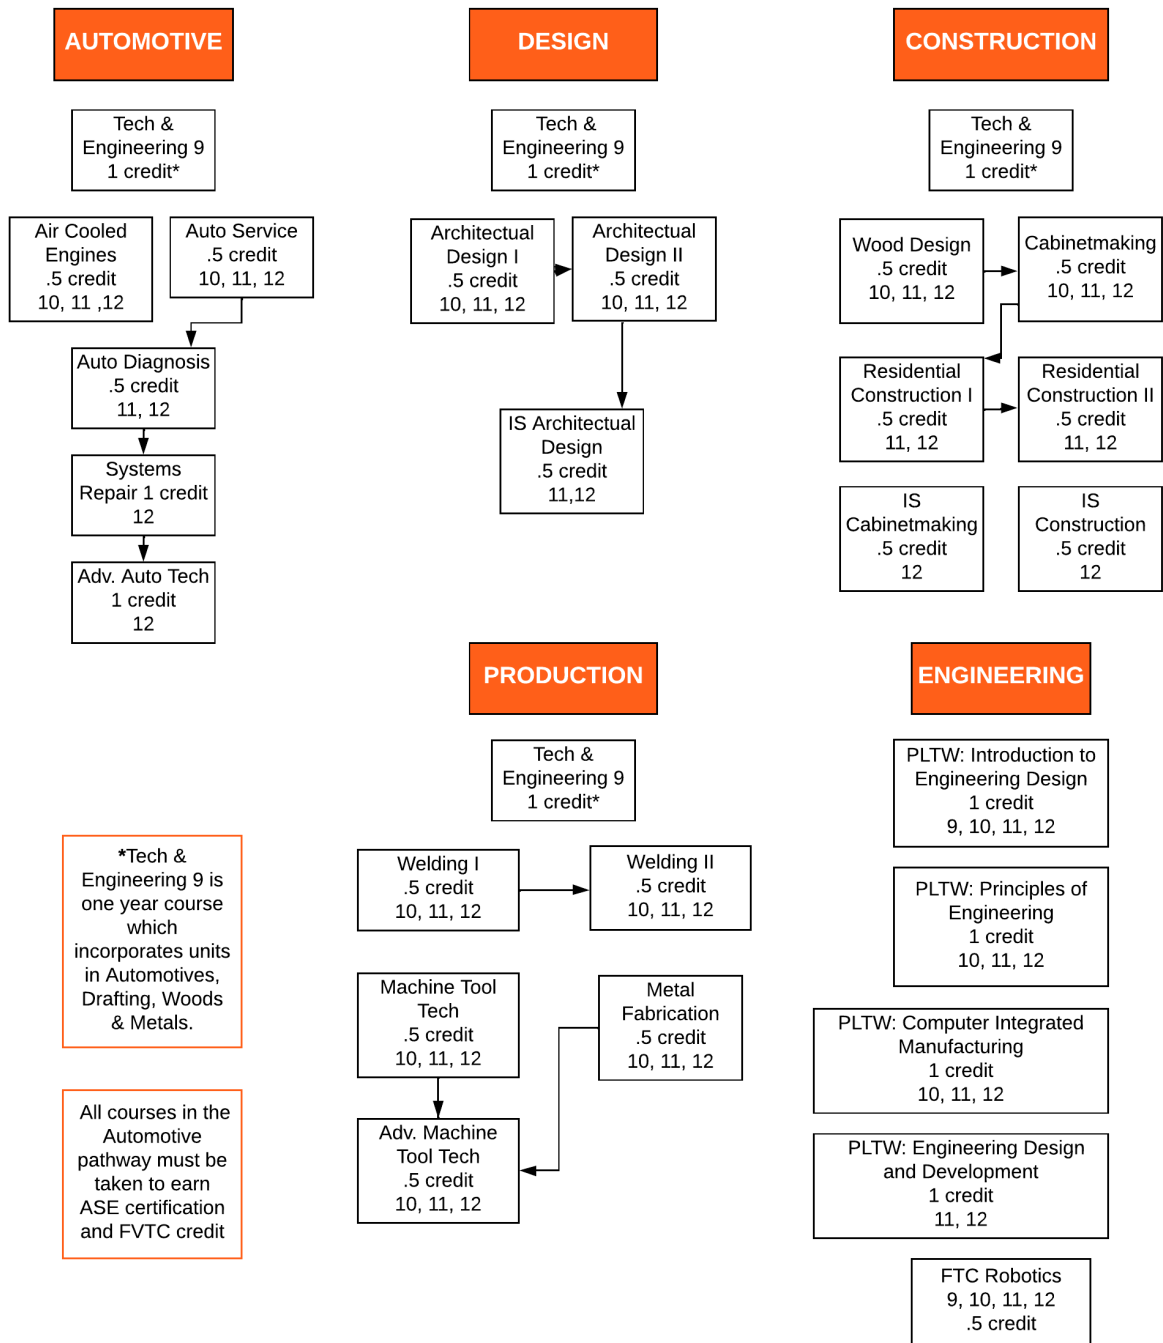 AUTOMOTIVE
Tech &
Engineering 9
1 credit*
Air Cooled
Engines
.5 credit
10, 11 ,12
Auto Service
.5 credit
10, 11, 12
Auto Diagnosis
.5 credit
11, 12
Systems
Repair 1 credit
12
Adv. Auto Tech
1 credit
12
DESIGN
Tech &
Engineering 9
1 credit*
Architectual
Design I
.5 credit
10, 11, 12
Architectual
Design II
.5 credit
10, 11, 12
IS Architectual
Design
.5 credit
11,12
CONSTRUCTION
Tech &
Engineering 9
1 credit*
Wood Design
.5 credit
10, 11, 12
Cabinetmaking
.5 credit
10, 11, 12
Residential
Construction I
.5 credit
11, 12
Residential
Construction II
.5 credit
11, 12
IS
Cabinetmaking
.5 credit
12
IS
Construction
.5 credit
12
*Tech &
Engineering 9 is
one year course
which
incorporates units
in Automotives,
Drafting, Woods
& Metals.
All courses in the
Automotive
pathway must be
taken to earn
ASE certification
and FVTC credit
PRODUCTION
Tech &
Engineering 9
1 credit*
Welding I
.5 credit
10, 11, 12
Welding II
.5 credit
10, 11, 12
Machine Tool
Tech
.5 credit
10, 11, 12
Metal
Fabrication
.5 credit
10, 11, 12
Adv. Machine
Tool Tech
.5 credit
10, 11, 12
ENGINEERING
PLTW: Introduction to
Engineering Design
1 credit
9, 10, 11, 12
PLTW: Principles of
Engineering
1 credit
10, 11, 12
PLTW: Computer Integrated
Manufacturing
1 credit
10, 11, 12
PLTW: Engineering Design
and Development
1 credit
11, 12
FTC Robotics
9, 10, 11, 12
.5 credit